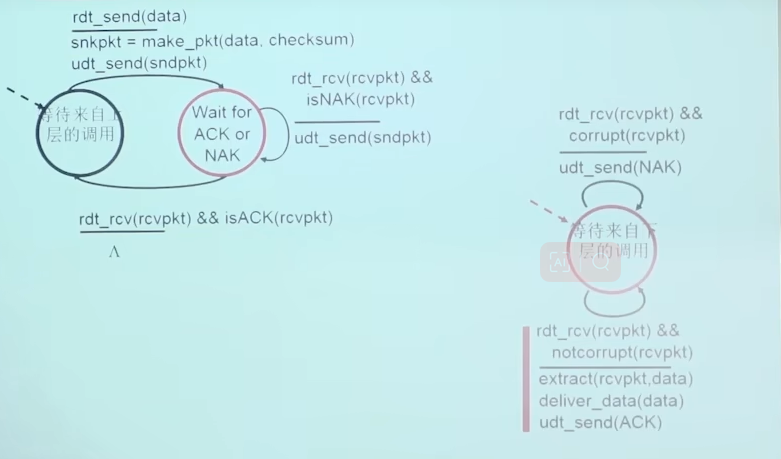 rdt_send(data)
snkpkt = make_pkt(data, checksum)
udt_send(sndpkt)
等待来自上
层的调用
Wait for
ACK or
NAK
rdt_rcv(rcvpkt) &&
isNAK(rcvpkt)
udt_send(sndpkt)
rdt_rcv(rcvpkt) && isACK(rcvpkt)
Λ
rdt_rcv(rcvpkt) &&
corrupt(rcvpkt)
udt_send(NAK)
等待来自下
层的调用
rdt_rcv(rcvpkt) &&
notcorrupt(rcvpkt)
extract(rcvpkt,data)
deliver_data(data)
udt_send(ACK)